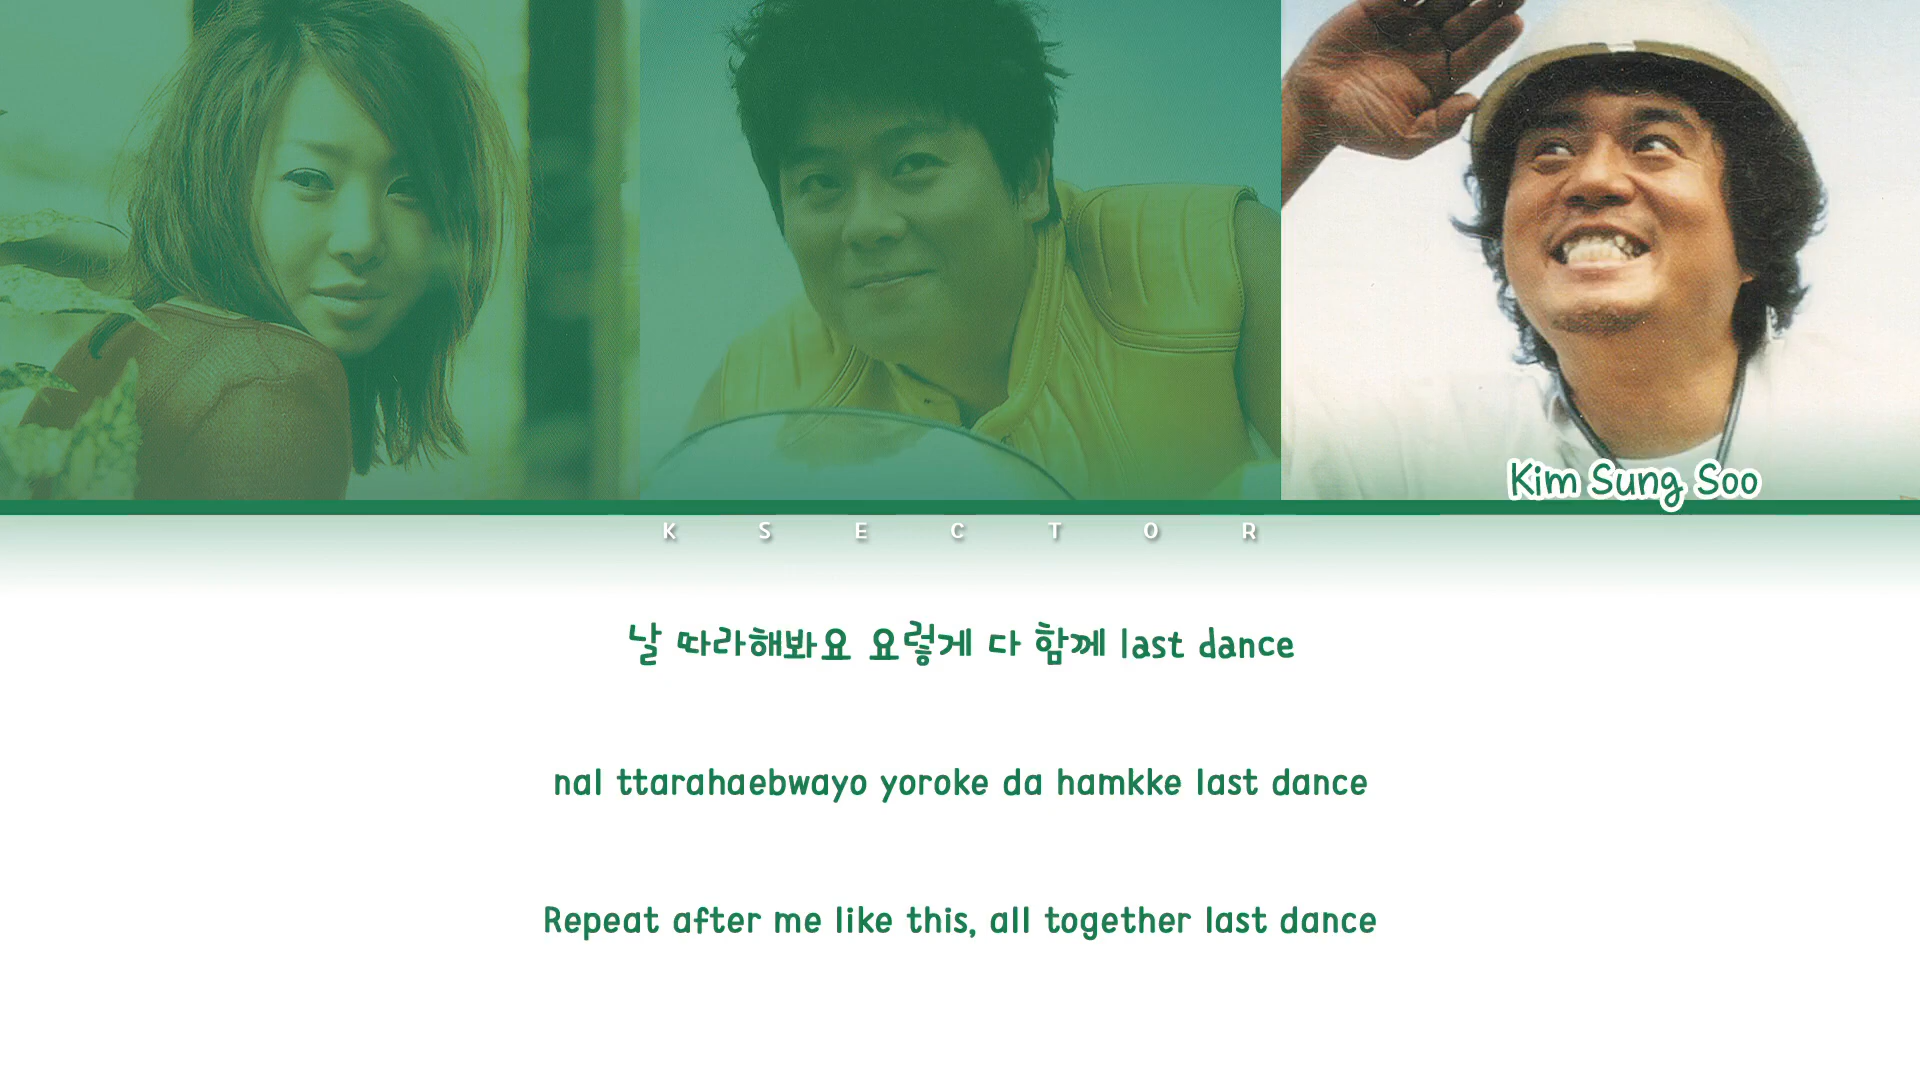 Kim Sung Soo
K S E C T O R
날 따라해봐요 요렇게 다 함께 last dance
nal ttarahaebwayo yoroke da hamkke last dance
Repeat after me like this, all together last dance